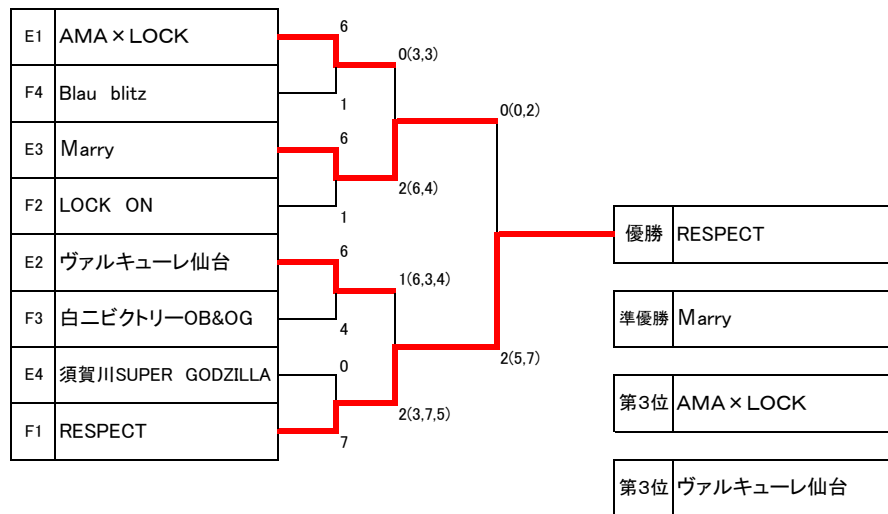 E1 AMA×LOCK
6
0(3,3)
F4 Blau blitz
1
0(0,2)
E3 Marry
6
2(6,4)
F2 LOCK ON
1
優勝 RESPECT
E2 ヴァルキューレ仙台
6
1(6,3,4)
F3 白二ビクトリーOB&OG
4
準優勝 Marry
2(5,7)
E4 須賀川SUPER GODZILLA
0
2(3,7,5)
第3位 AMA×LOCK
F1 RESPECT
7
第3位 ヴァルキューレ仙台